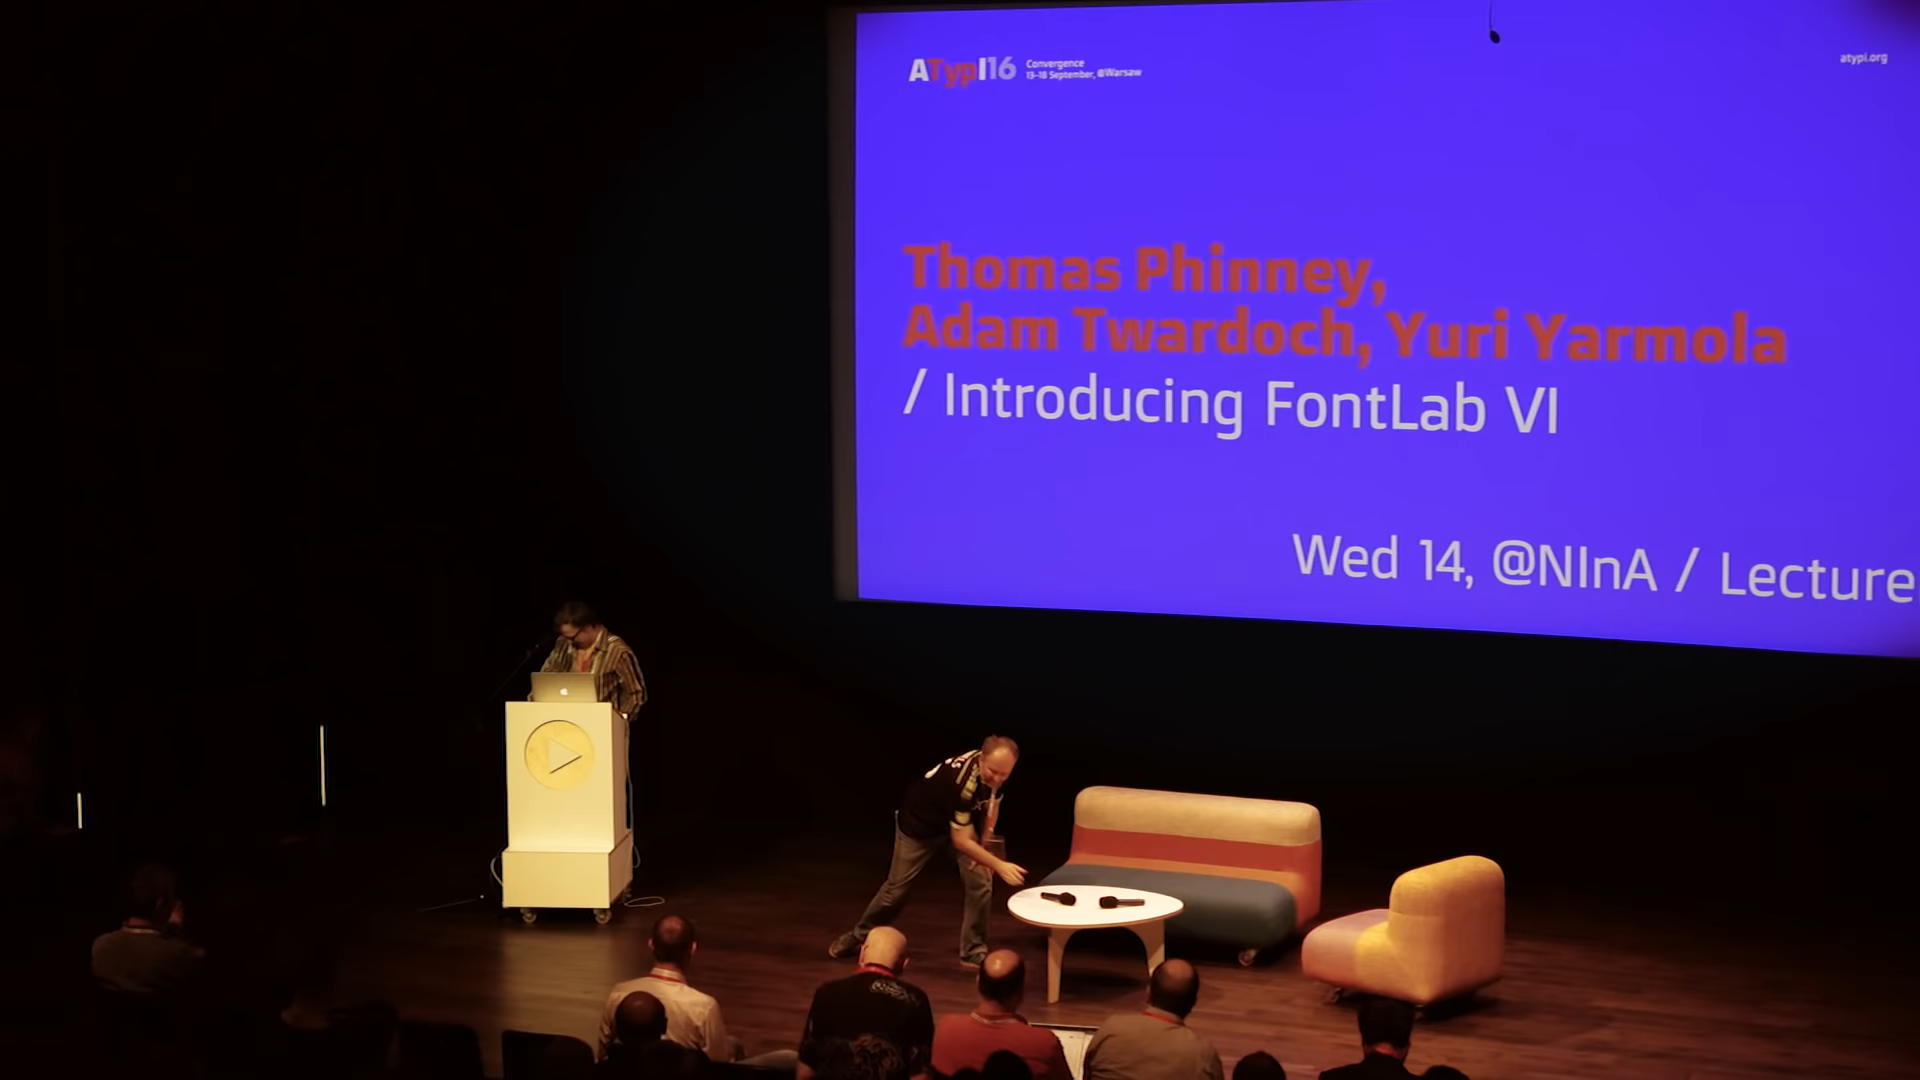 ATypI16
Convergence
13–18 September, @Warsaw
atypi.org
Thomas Phinney,
Adam Twardoch, Yuri Yarmola
/ Introducing FontLab VI
Wed 14, @NInA / Lecture